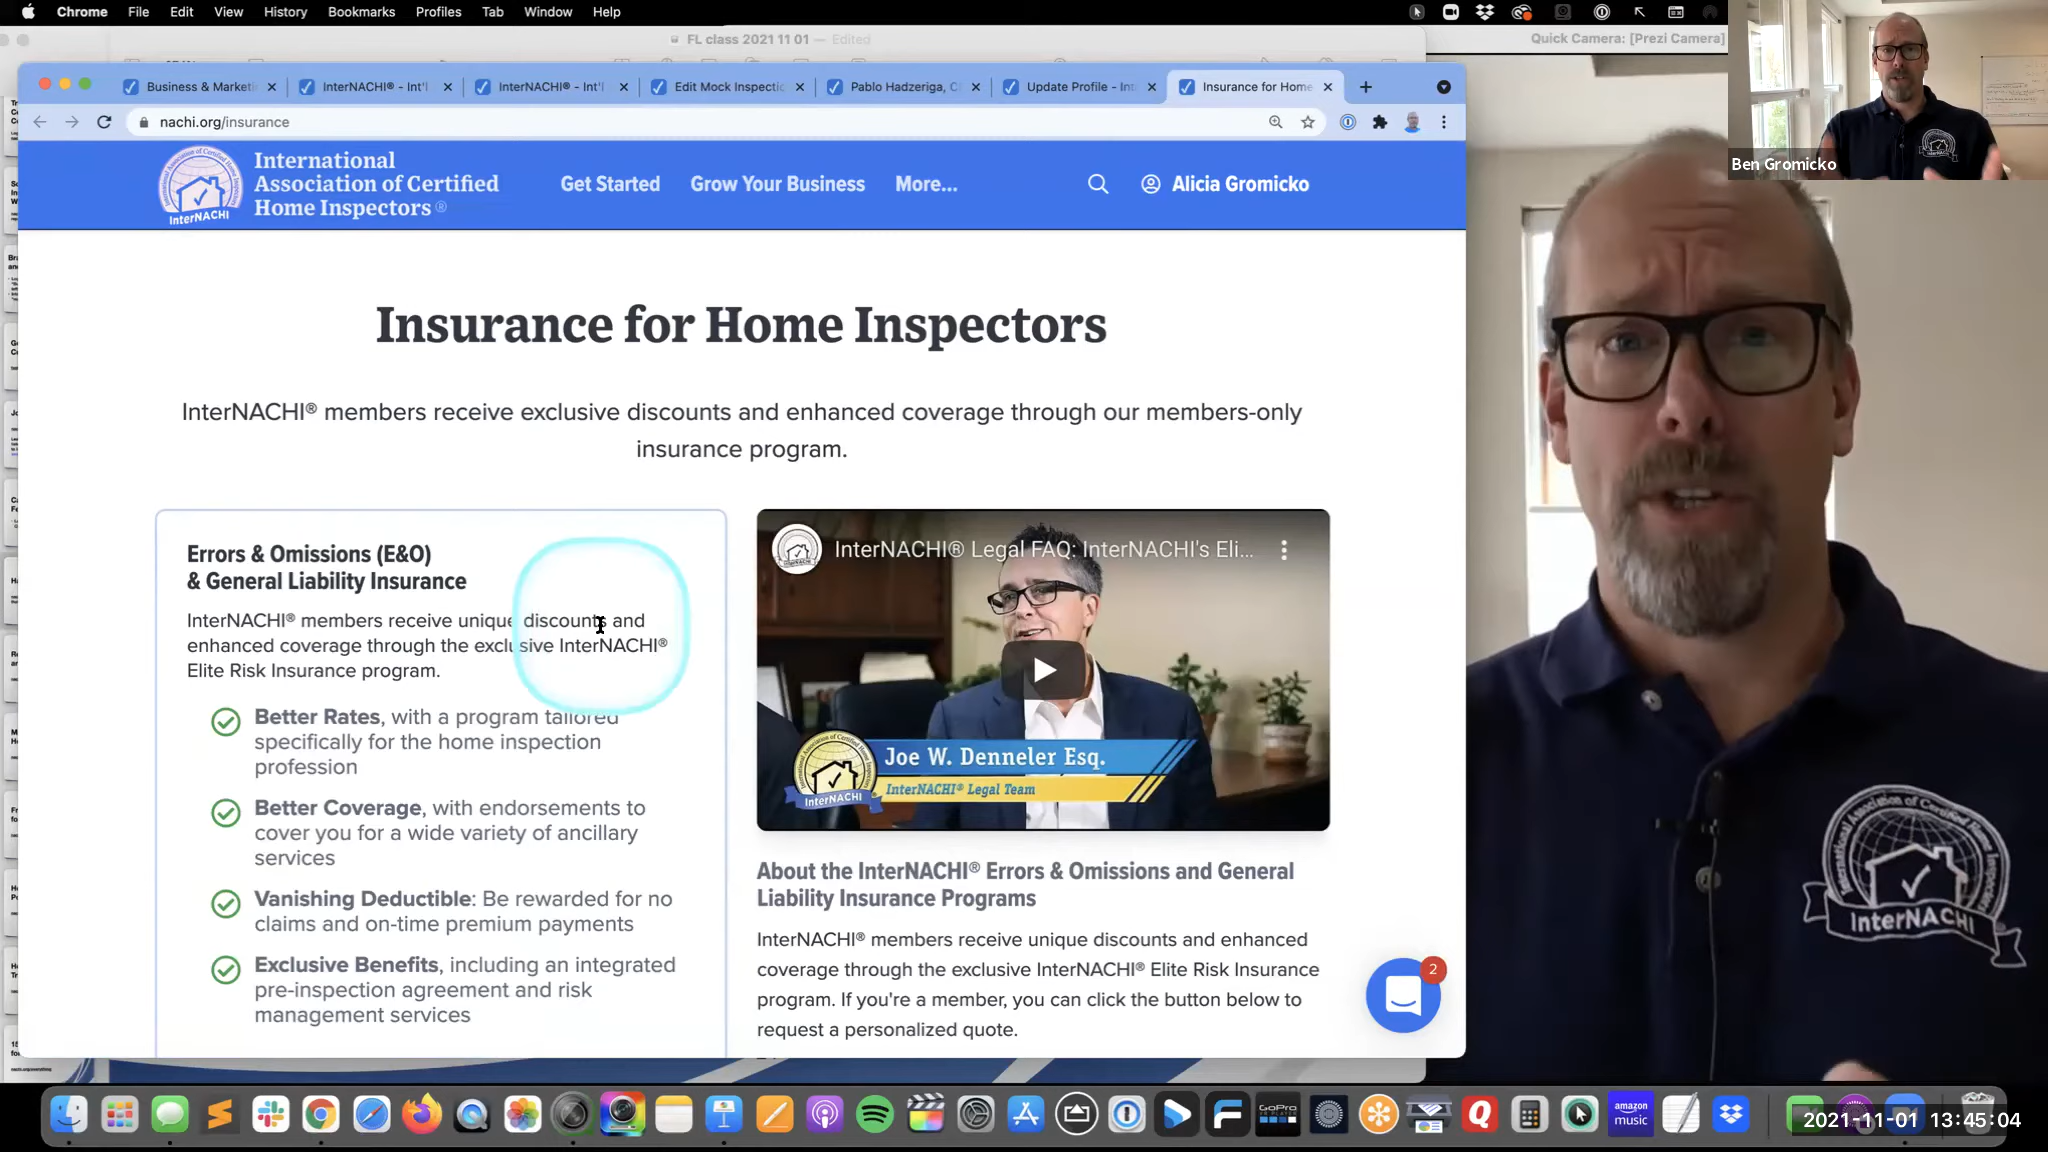 Chrome File Edit View History Bookmarks Profiles Tab Window Help
FL class 2021 11 01 — Edited
Quick Camera: [Prezi Camera]
Business & Marketi
InterNACHI® - Int'l
InterNACHI® - Int'l
Edit Mock Inspectio
Pablo Hadzeriga, C
Update Profile - Int
Insurance for Home
nachi.org/insurance
Ben Gromicko
International
Association of Certified
Home Inspectors ®
InterNACHI
Get Started
Grow Your Business
More...
Alicia Gromicko
Insurance for Home Inspectors
InterNACHI® members receive exclusive discounts and enhanced coverage through our members-only
insurance program.
Errors & Omissions (E&O)
& General Liability Insurance
InterNACHI® members receive unique discounts and
enhanced coverage through the exclusive InterNACHI®
Elite Risk Insurance program.
Better Rates, with a program tailored
specifically for the home inspection
profession
Better Coverage, with endorsements to
cover you for a wide variety of ancillary
services
Vanishing Deductible: Be rewarded for no
claims and on-time premium payments
Exclusive Benefits, including an integrated
pre-inspection agreement and risk
management services
InterNACHI® Legal FAQ: InterNACHI's Eli...
Joe W. Denneler Esq.
InterNACHI® Legal Team
InterNACHI
About the InterNACHI® Errors & Omissions and General
Liability Insurance Programs
InterNACHI® members receive unique discounts and enhanced
coverage through the exclusive InterNACHI® Elite Risk Insurance
program. If you're a member, you can click the button below to
request a personalized quote.
2
InterNACHI
GoPro
amazon
music
2021-11-01 13:45:04